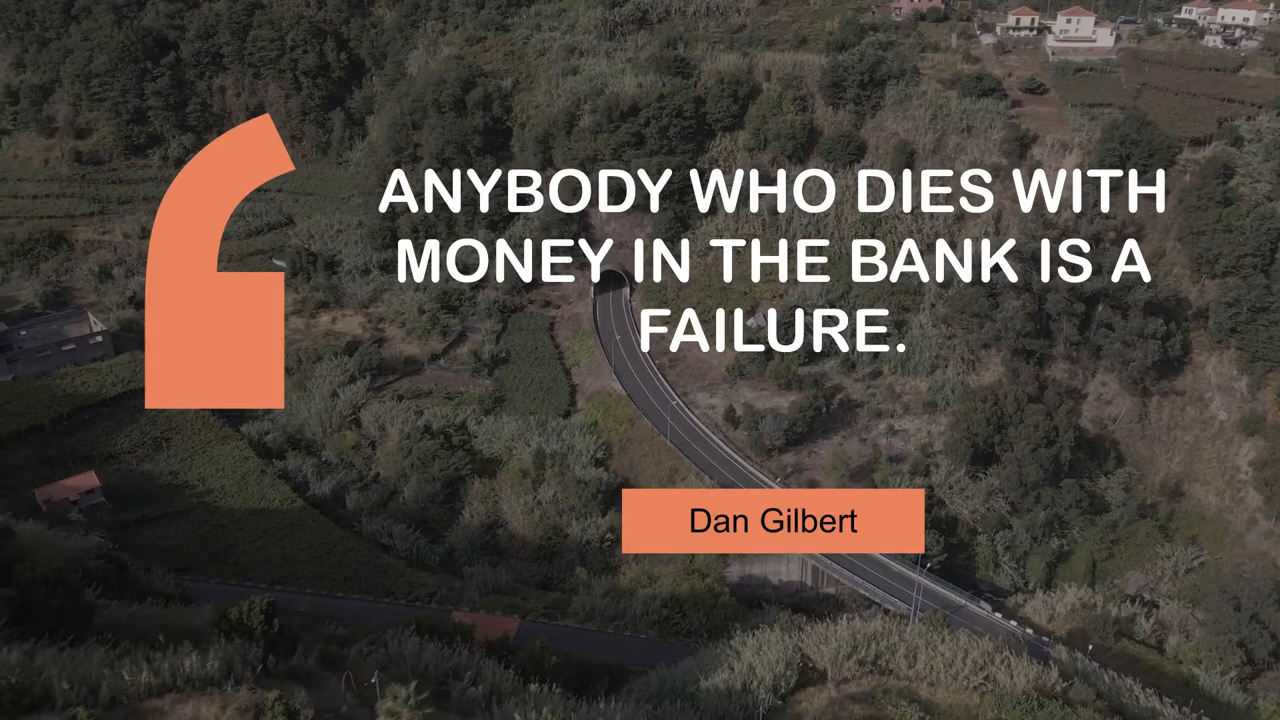 ANYBODY WHO DIES WITH
MONEY IN THE BANK IS A
FAILURE.
Dan Gilbert